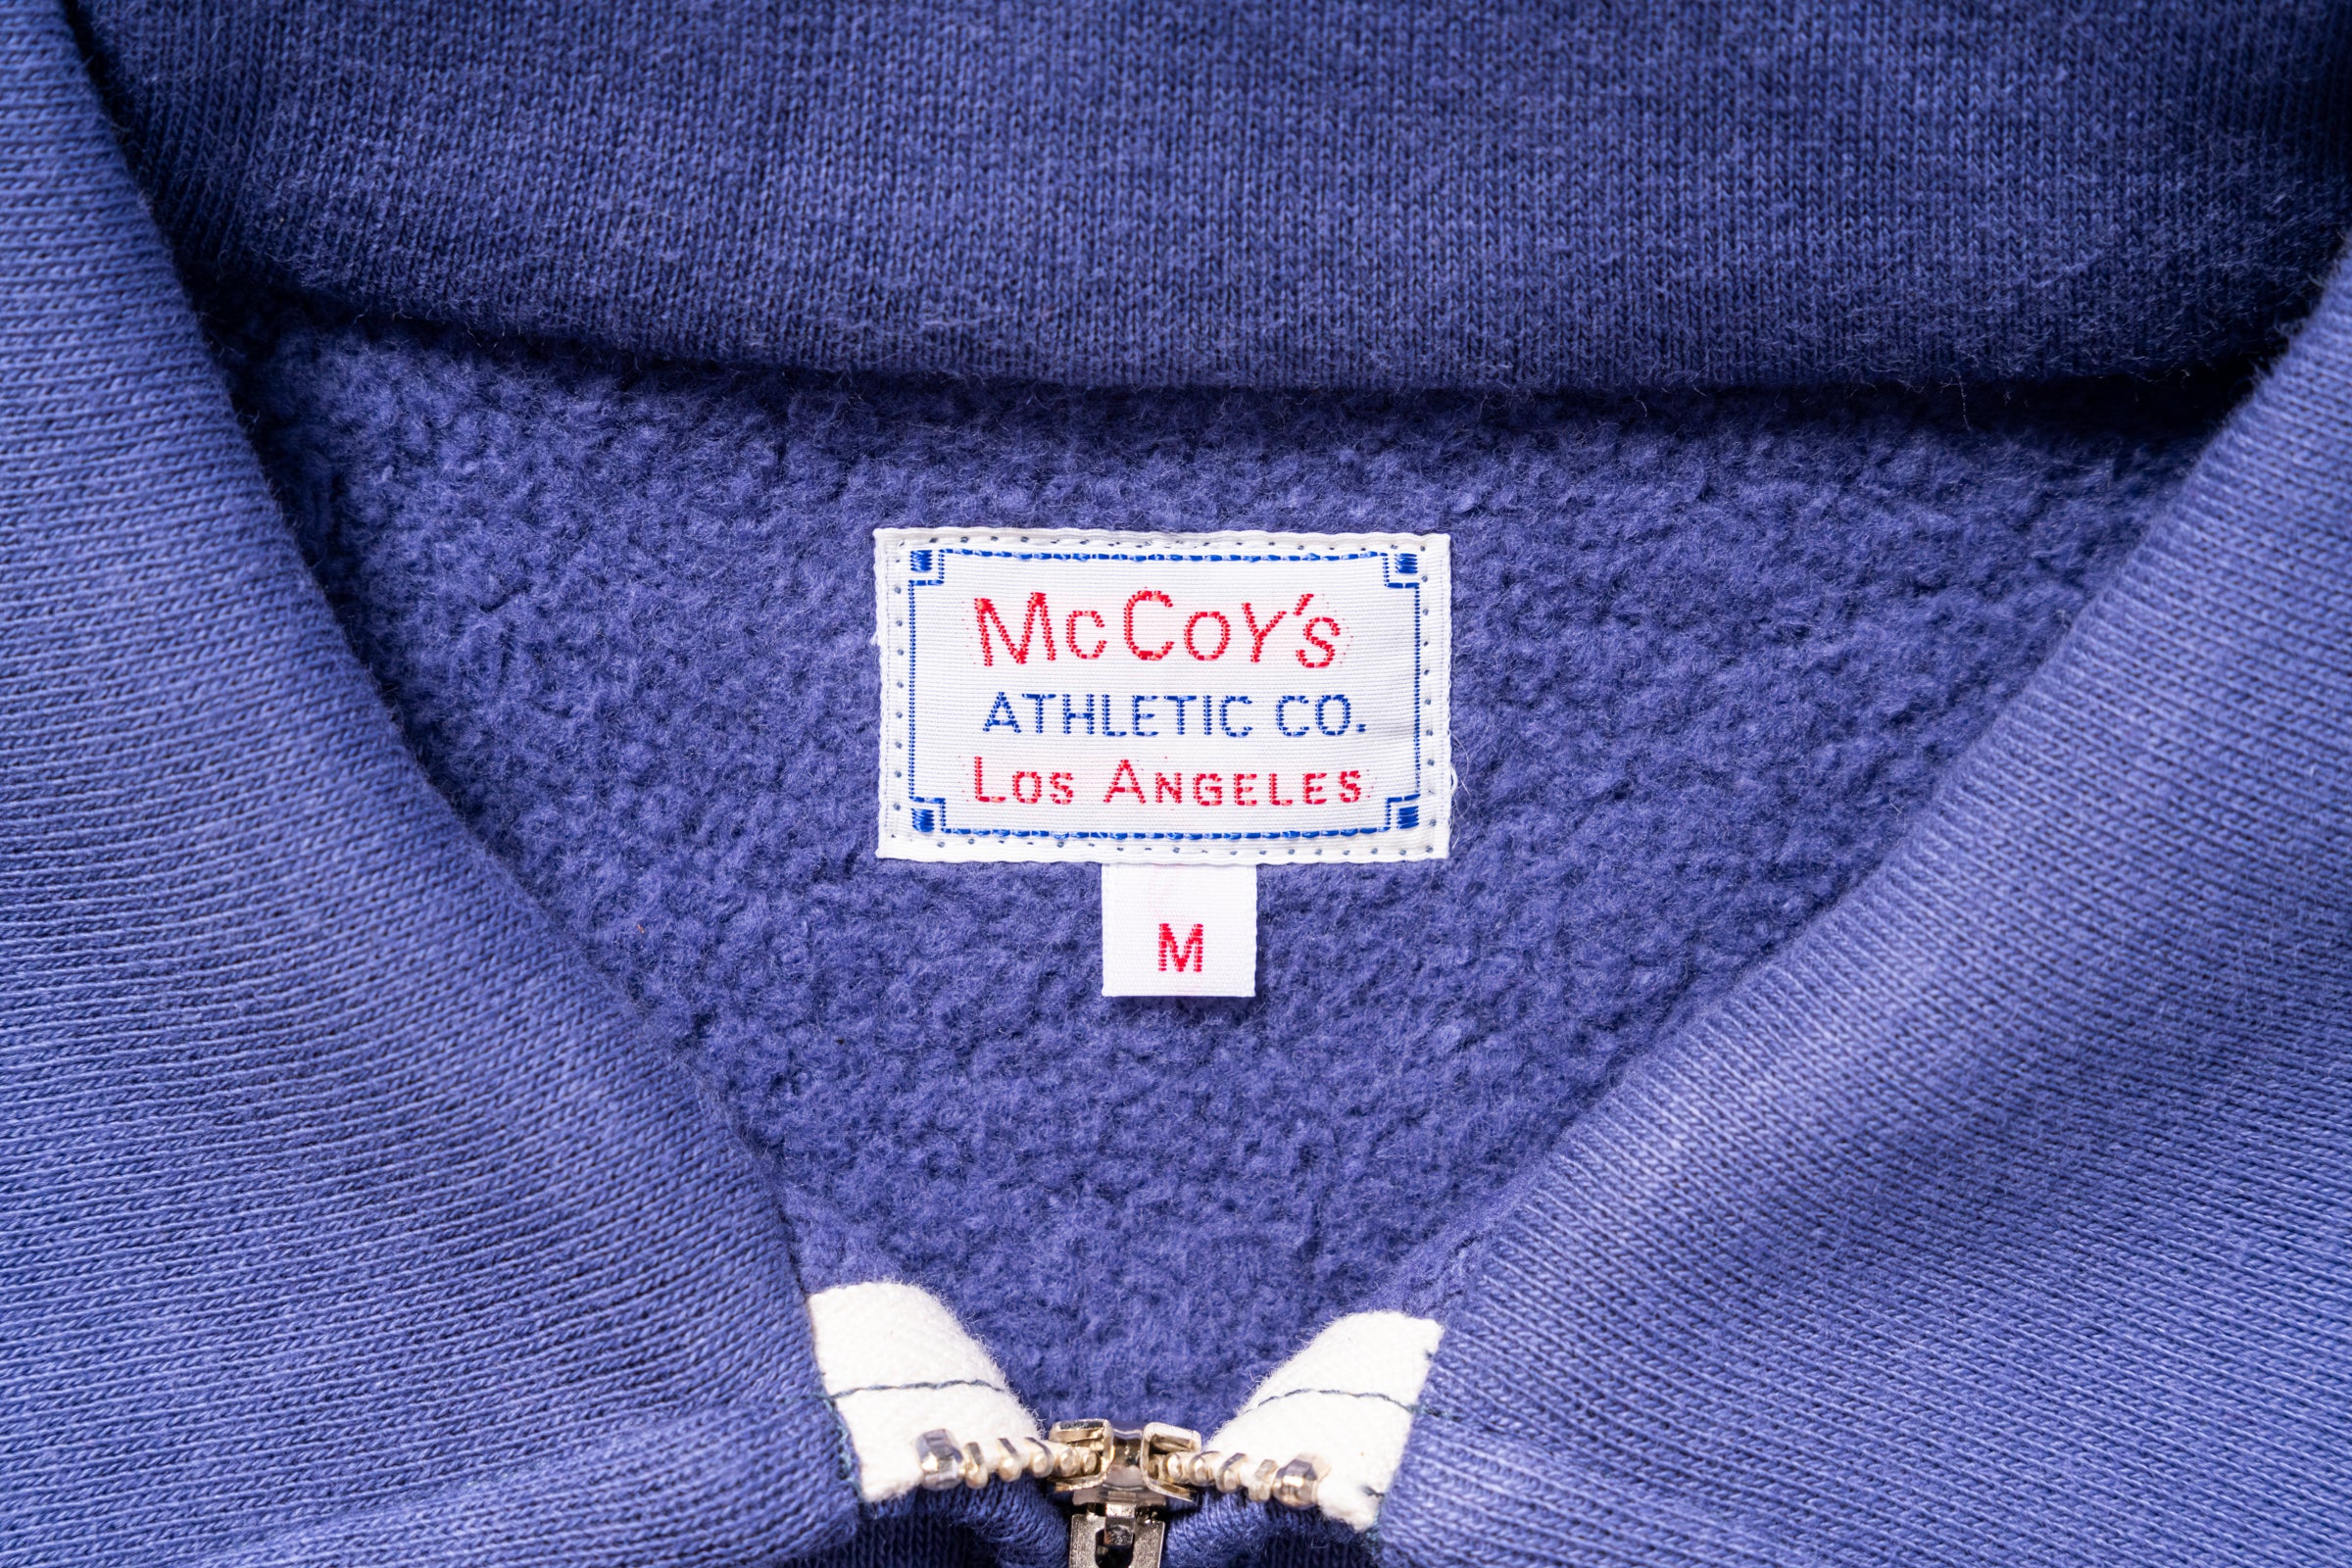 McCoy's
ATHLETIC CO.
Los Angeles
M